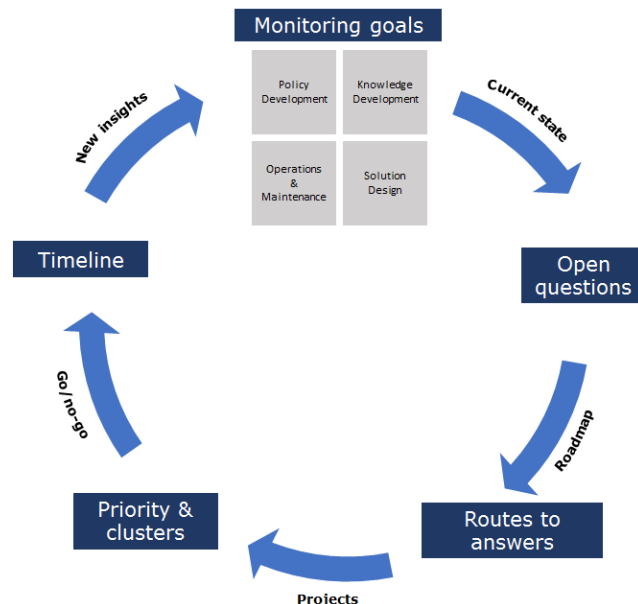 Monitoring goals
Policy
Development
Knowledge
Development
Operations
&
Maintenance
Solution
Design
Current state
Open
questions
Roadmap
Routes to
answers
Projects
Priority &
clusters
Go/no-go
Timeline
New insights